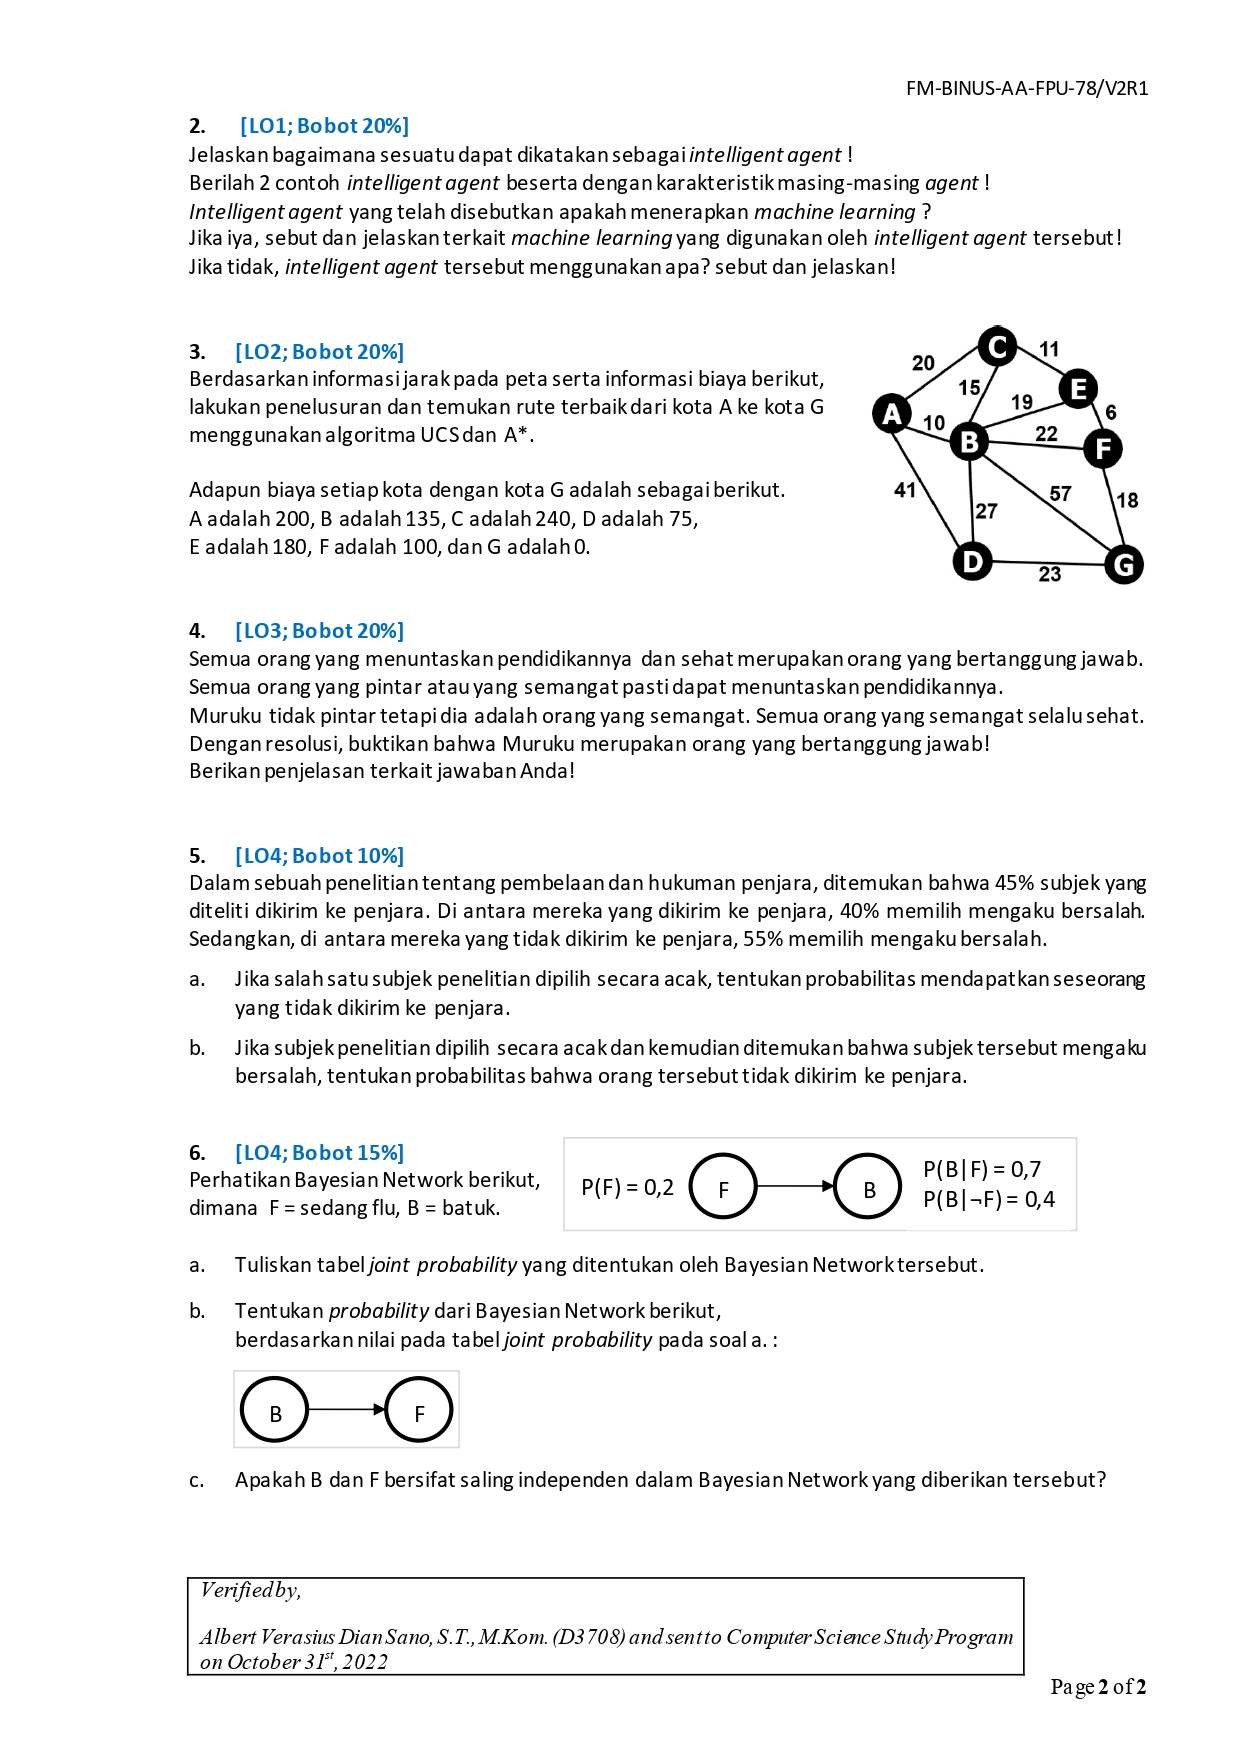 FM-BINUS-AA-FPU-78/V2R1
2. [LO1; Bobot 20%]
Jelaskan bagaimana sesuatu dapat dikatakan sebagai intelligent agent !
Berilah 2 contoh intelligent agent beserta dengan karakteristik masing-masing agent !
Intelligent agent yang telah disebutkan apakah menerapkan machine learning ?
Jika iya, sebut dan jelaskan terkait machine learning yang digunakan oleh intelligent agent tersebut!
Jika tidak, intelligent agent tersebut menggunakan apa? sebut dan jelaskan!
3. [LO2; Bobot 20%]
Berdasarkan informasi jarak pada peta serta informasi biaya berikut,
lakukan penelusuran dan temukan rute terbaik dari kota A ke kota G
menggunakan algoritma UCS dan A*.
Adapun biaya setiap kota dengan kota G adalah sebagai berikut.
A adalah 200, B adalah 135, C adalah 240, D adalah 75,
E adalah 180, F adalah 100, dan G adalah 0.
C
11
20
15
E
19
6
A
10
B
22
F
41
57
18
27
D
23
G
4. [LO3; Bobot 20%]
Semua orang yang menuntaskan pendidikannya dan sehat merupakan orang yang bertanggung jawab.
Semua orang yang pintar atau yang semangat pasti dapat menuntaskan pendidikannya.
Muruku tidak pintar tetapi dia adalah orang yang semangat. Semua orang yang semangat selalu sehat.
Dengan resolusi, buktikan bahwa Muruku merupakan orang yang bertanggung jawab!
Berikan penjelasan terkait jawaban Anda!
5. [LO4; Bobot 10%]
Dalam sebuah penelitian tentang pembelaan dan hukuman penjara, ditemukan bahwa 45% subjek yang
diteliti dikirim ke penjara. Di antara mereka yang dikirim ke penjara, 40% memilih mengaku bersalah.
Sedangkan, di antara mereka yang tidak dikirim ke penjara, 55% memilih mengaku bersalah.
a. Jika salah satu subjek penelitian dipilih secara acak, tentukan probabilitas mendapatkan seseorang
yang tidak dikirim ke penjara.
b. Jika subjek penelitian dipilih secara acak dan kemudian ditemukan bahwa subjek tersebut mengaku
bersalah, tentukan probabilitas bahwa orang tersebut tidak dikirim ke penjara.
6. [LO4; Bobot 15%]
Perhatikan Bayesian Network berikut,
dimana F = sedang flu, B = batuk.
P(F) = 0,2
F
B
P(B|F) = 0,7
P(B|¬F) = 0,4
a. Tuliskan tabel joint probability yang ditentukan oleh Bayesian Network tersebut.
b. Tentukan probability dari Bayesian Network berikut,
berdasarkan nilai pada tabel joint probability pada soal a. :
B
F
c. Apakah B dan F bersifat saling independen dalam Bayesian Network yang diberikan tersebut?
Verified by,
Albert Verasius Dian Sano, S.T., M.Kom. (D3708) and sent to Computer Science Study Program
on October 31st, 2022
Page 2 of 2